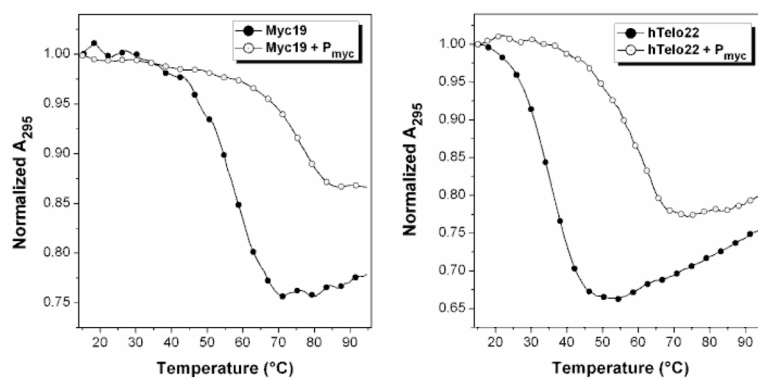 Myc19
Myc19 + Pmyc
1.00
0.95
0.90
0.85
0.80
0.75
Normalized A295
20 30 40 50 60 70 80 90
Temperature (°C)
hTelo22
hTelo22 + Pmyc
1.00
0.95
0.90
0.85
0.80
0.75
0.70
0.65
Normalized A295
20 30 40 50 60 70 80 90
Temperature (°C)